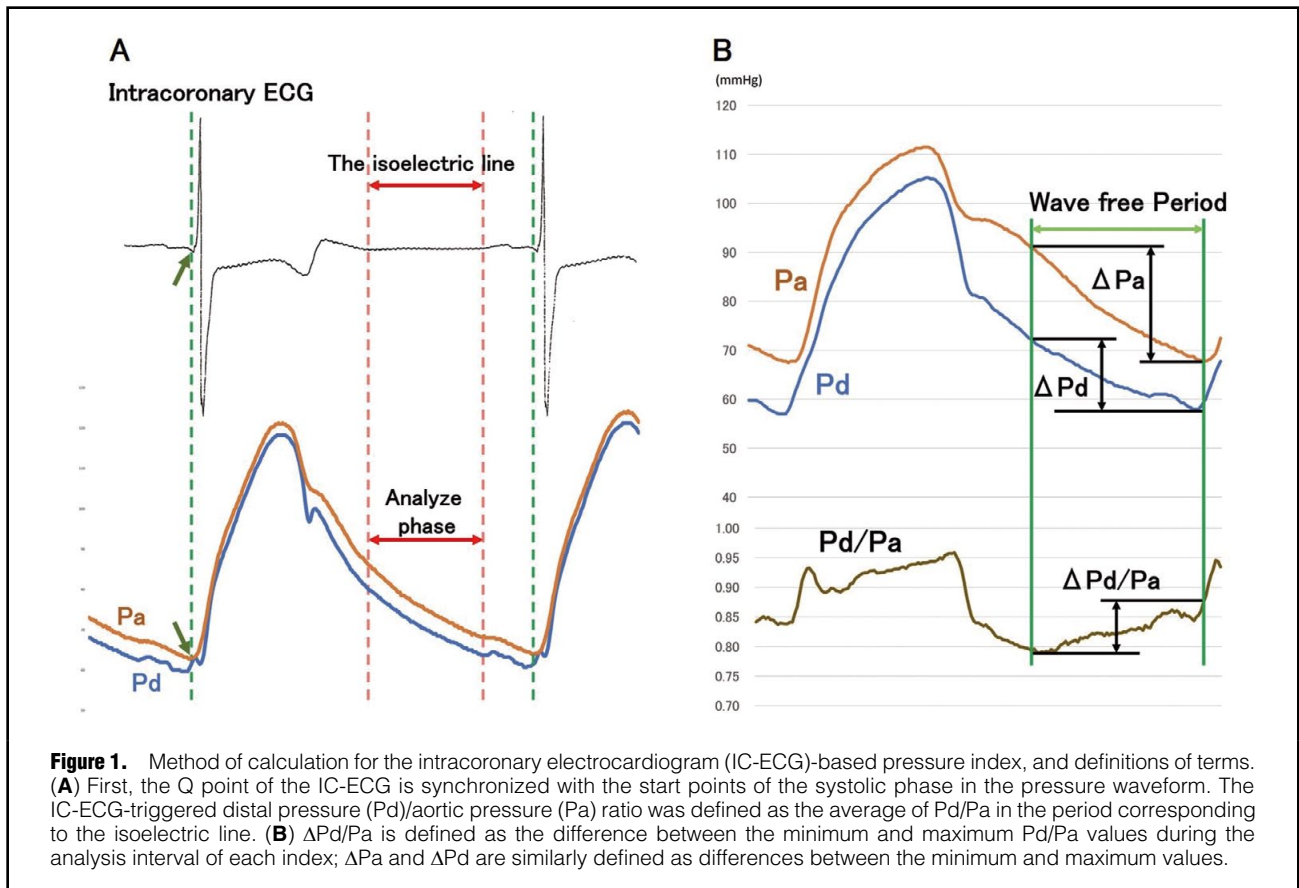 A
Intracoronary ECG
The isoelectric line
Analyze
phase
Pa
Pd
B
(mmHg)
120
110
100
90
80
70
60
50
40
1.00
0.95
0.90
0.85
0.80
0.75
0.70
Wave free Period
Pa
Δ Pa
Pd
Δ Pd
Pd/Pa
Δ Pd/Pa
Figure 1. Method of calculation for the intracoronary electrocardiogram (IC-ECG)-based pressure index, and definitions of terms.
(A) First, the Q point of the IC-ECG is synchronized with the start points of the systolic phase in the pressure waveform. The
IC-ECG-triggered distal pressure (Pd)/aortic pressure (Pa) ratio was defined as the average of Pd/Pa in the period corresponding
to the isoelectric line. (B) ΔPd/Pa is defined as the difference between the minimum and maximum Pd/Pa values during the
analysis interval of each index; ΔPa and ΔPd are similarly defined as differences between the minimum and maximum values.